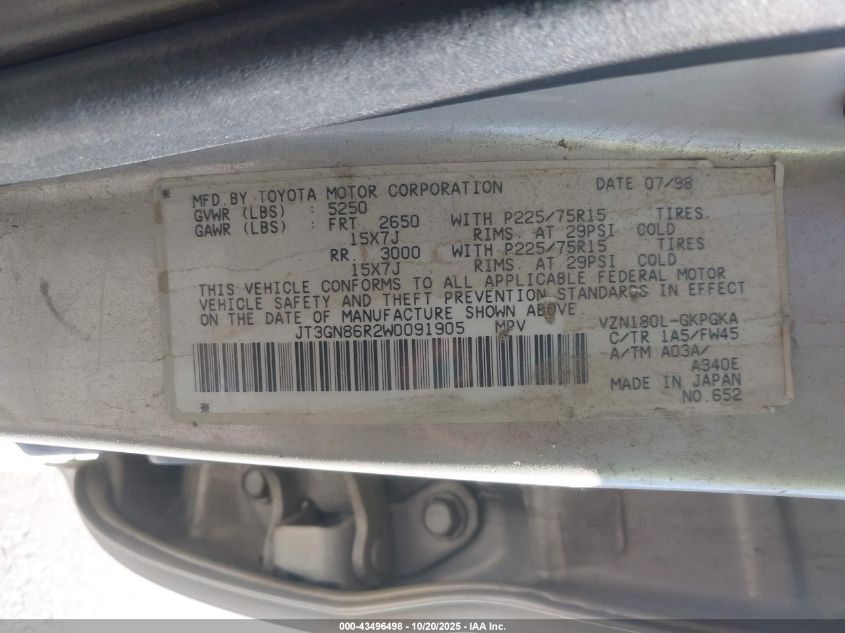 * MFD.BY TOYOTA MOTOR CORPORATION DATE 07/98
GVWR (LBS) : 5250
GAWR (LBS) : FRT. 2650 WITH P225/75R15 TIRES.
15X7J RIMS. AT 29PSI COLD
RR. 3000 WITH P225/75R15 TIRES
15X7J RIMS. AT 29PSI COLD
THIS VEHICLE CONFORMS TO ALL APPLICABLE FEDERAL MOTOR
VEHICLE SAFETY AND THEFT PREVENTION STANDARDS IN EFFECT
ON THE DATE OF MANUFACTURE SHOWN ABOVE
JT3GN86R2W0091905 MPV VZN180L-GKPGKA
C/TR 1A5/FW45
A/TM A03A/
A340E
MADE IN JAPAN
* NO.652
000-43496498 - 10/20/2025 - IAA Inc.